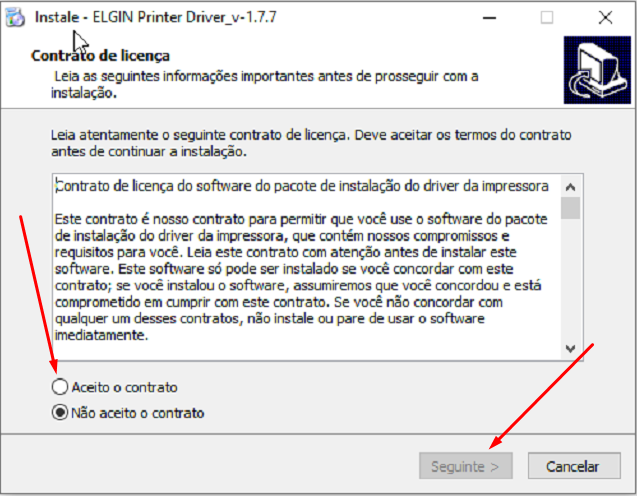 Instale - ELGIN Printer Driver_v-1.7.7
Contrato de licença
Leia as seguintes informações importantes antes de prosseguir com a
instalação.
Leia atentamente o seguinte contrato de licença. Deve aceitar os termos do contrato
antes de continuar a instalação.
Contrato de licença do software do pacote de instalação do driver da impressora
Este contrato é nosso contrato para permitir que você use o software do pacote
de instalação do driver da impressora, que contém nossos compromissos e
requisitos para você. Leia este contrato com atenção antes de instalar este
software. Este software só pode ser instalado se você concordar com este
contrato; se você instalou o software, assumiremos que você concordou e está
comprometido em cumprir com este contrato. Se você não concordar com
qualquer um desses contratos, não instale ou pare de usar o software
imediatamente.
Aceito o contrato
Não aceito o contrato
Seguinte >
Cancelar